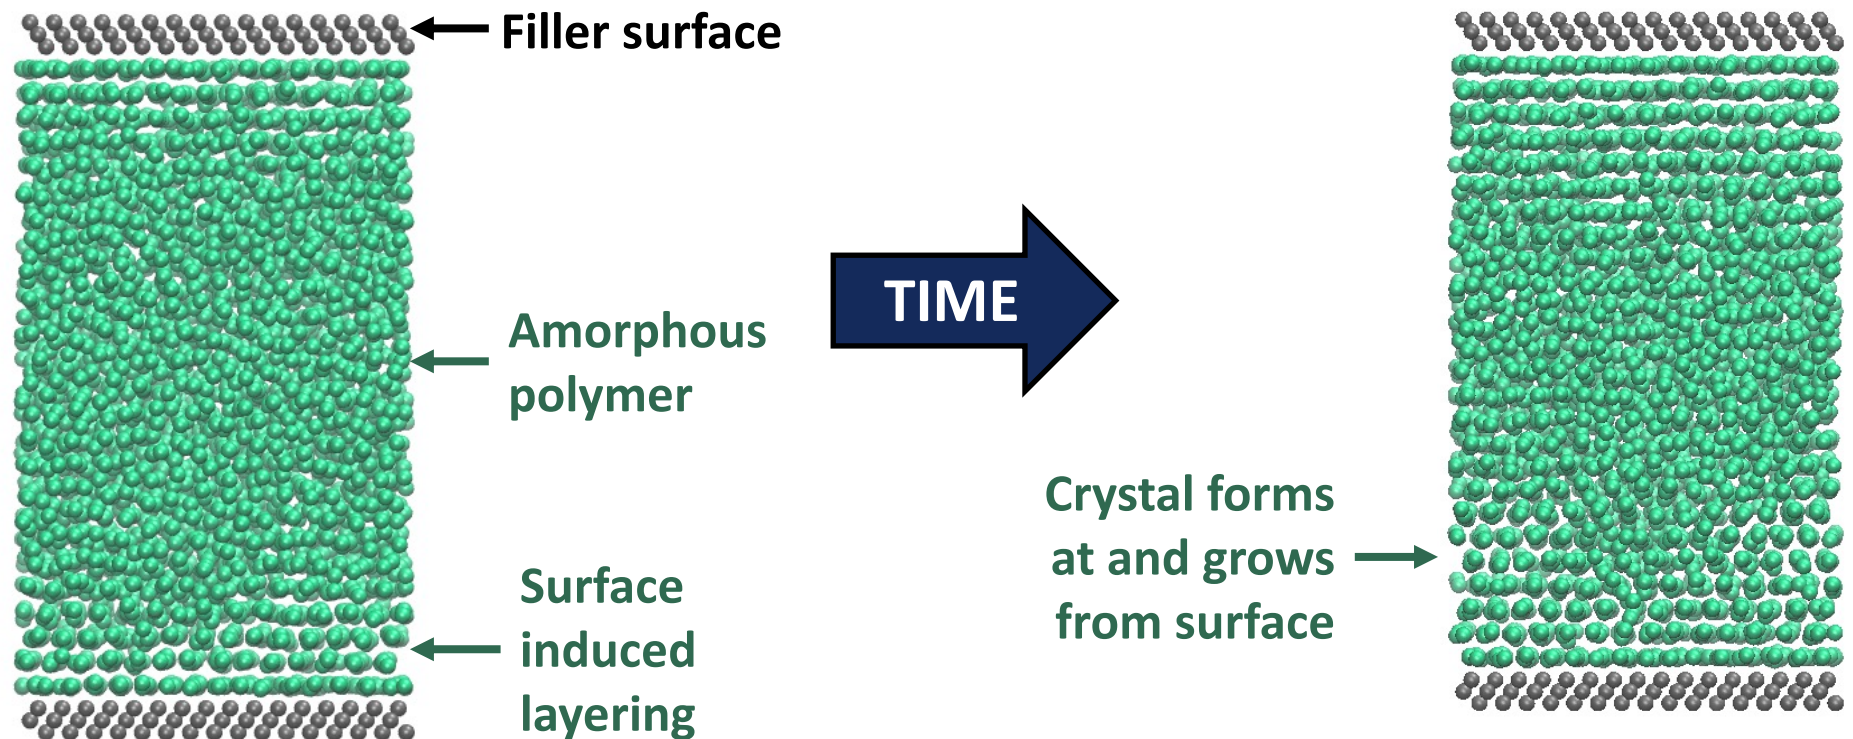 Filler surface
Amorphous
polymer
Surface
induced
layering
TIME
Crystal forms
at and grows
from surface